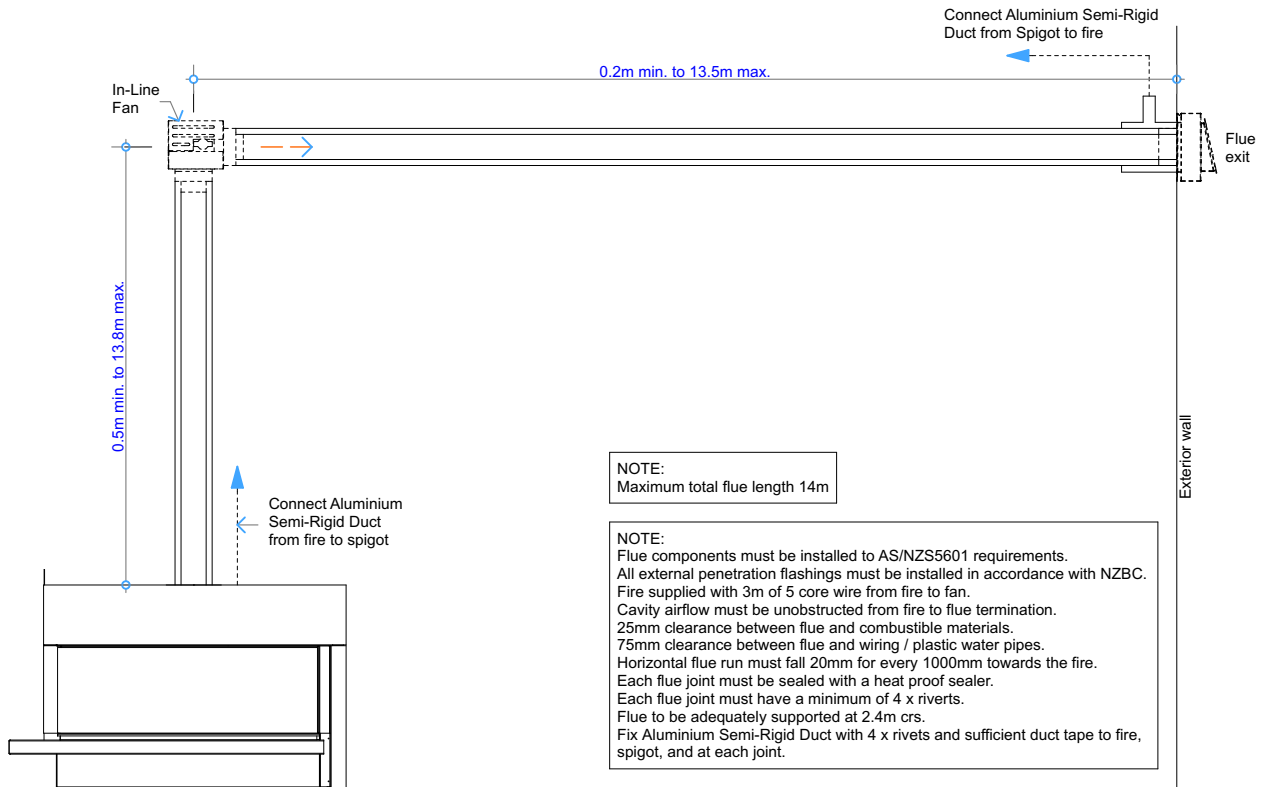 Connect Aluminium Semi-Rigid
Duct from Spigot to fire
0.2m min. to 13.5m max.
In-Line
Fan
Flue
exit
0.5m min. to 13.8m max.
Connect Aluminium
Semi-Rigid Duct
from fire to spigot
Exterior wall
NOTE:
Maximum total flue length 14m
NOTE:
Flue components must be installed to AS/NZS5601 requirements.
All external penetration flashings must be installed in accordance with NZBC.
Fire supplied with 3m of 5 core wire from fire to fan.
Cavity airflow must be unobstructed from fire to flue termination.
25mm clearance between flue and combustible materials.
75mm clearance between flue and wiring / plastic water pipes.
Horizontal flue run must fall 20mm for every 1000mm towards the fire.
Each flue joint must be sealed with a heat proof sealer.
Each flue joint must have a minimum of 4 x riverts.
Flue to be adequately supported at 2.4m crs.
Fix Aluminium Semi-Rigid Duct with 4 x rivets and sufficient duct tape to fire,
spigot, and at each joint.